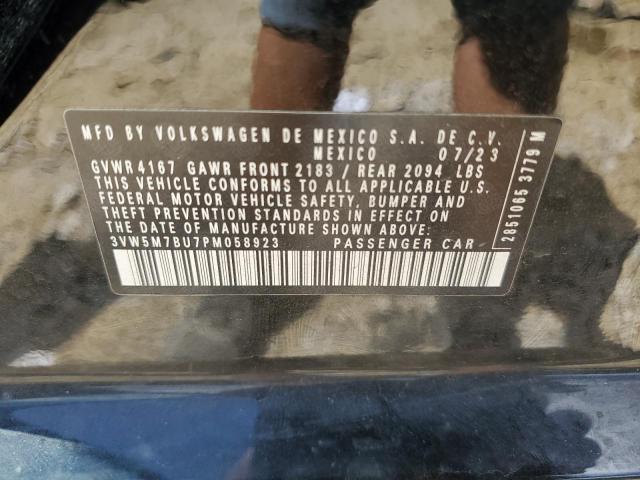 MFD BY VOLKSWAGEN DE MEXICO S.A. DE C.V.
MEXICO 07/23
GVWR 4167 GAWR FRONT 2183 / REAR 2094 LBS
THIS VEHICLE CONFORMS TO ALL APPLICABLE U.S.
FEDERAL MOTOR VEHICLE SAFETY, BUMPER AND
THEFT PREVENTION STANDARDS IN EFFECT ON
THE DATE OF MANUFACTURE SHOWN ABOVE.
3VW5M7BU7PM058923 PASSENGER CAR
2851065 3779 M